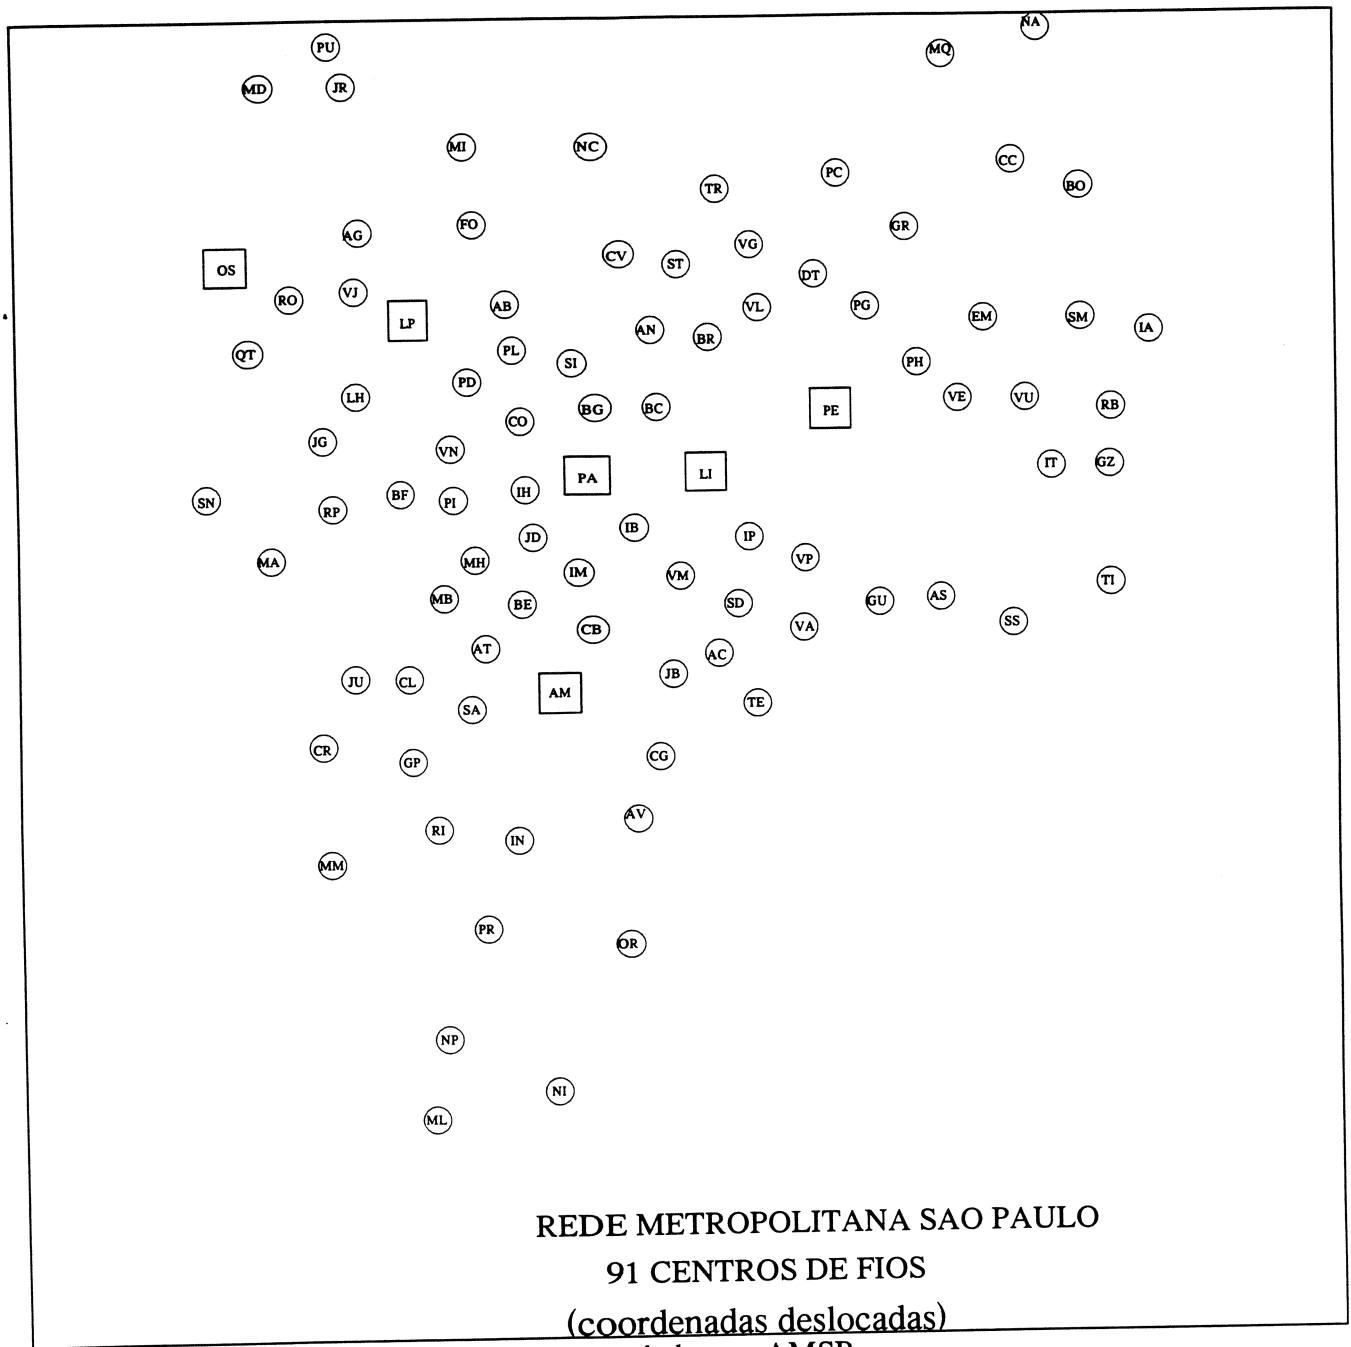 NA
PU
MQ
MD
JR
MI
NC
CC
PC
BO
TR
FO
GR
AG
VG
CV
ST
OS
DT
RO
VJ
AB
VL
PG
LP
EM
SM
IA
AN
BR
PL
QT
SI
PH
PD
LH
BG
BC
PE
VE
VU
RB
CO
JG
VN
PA
LI
IT
GZ
SN
RP
BF
PI
IH
IB
JD
IP
MA
MH
IM
VM
VP
TI
MB
BE
SD
GU
AS
CB
VA
SS
AT
AC
JU
CL
JB
AM
SA
TE
CR
GP
CG
AV
RI
IN
MM
PR
OR
NP
NI
ML
REDE METROPOLITANA SAO PAULO
91 CENTROS DE FIOS
(coordenadas deslocadas)
AMSP